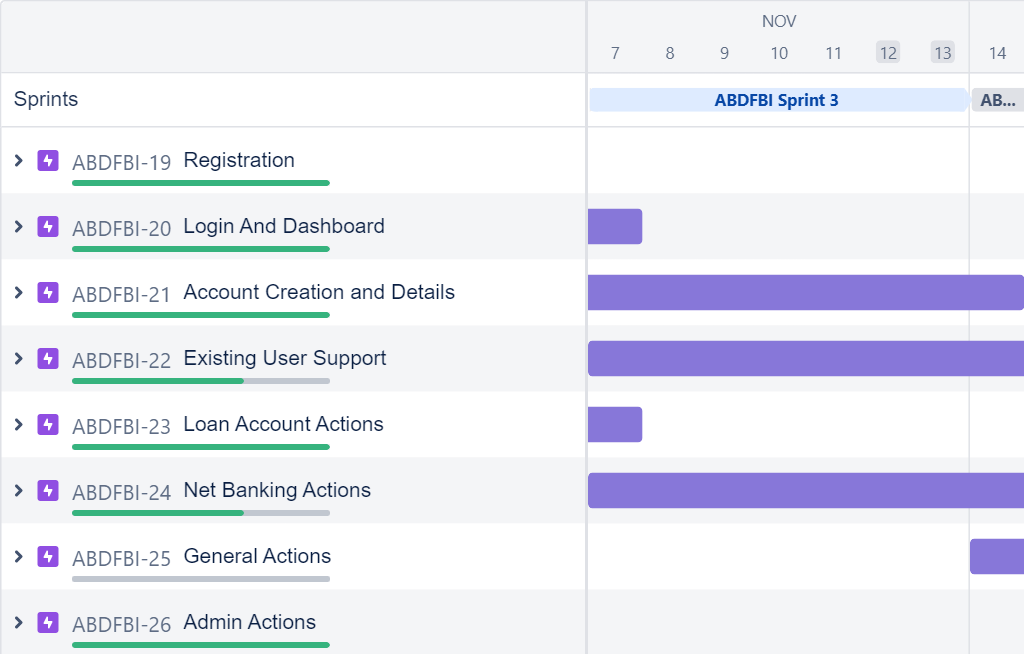 NOV
7 8 9 10 11 12 13 14
Sprints ABDFBI Sprint 3 AB...
ABDFBI-19 Registration
ABDFBI-20 Login And Dashboard
ABDFBI-21 Account Creation and Details
ABDFBI-22 Existing User Support
ABDFBI-23 Loan Account Actions
ABDFBI-24 Net Banking Actions
ABDFBI-25 General Actions
ABDFBI-26 Admin Actions